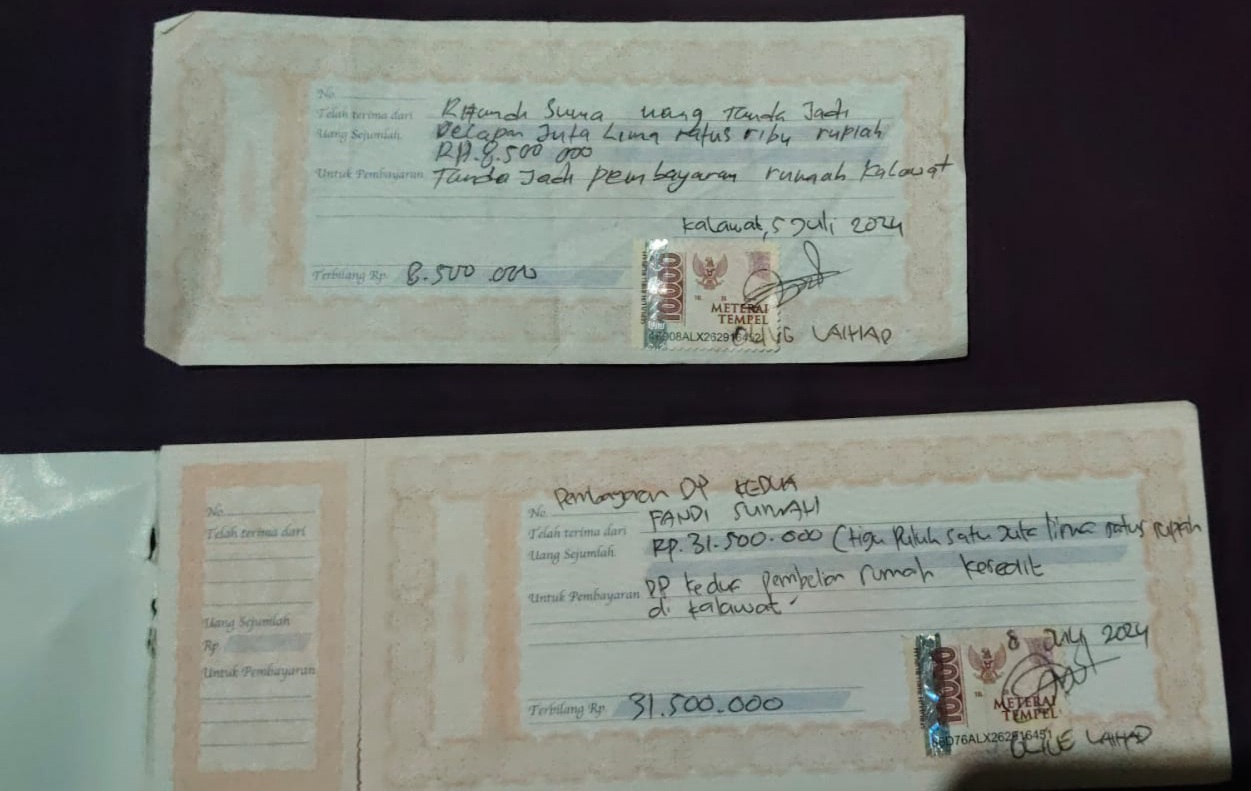 No.
Telah terima dari Suma uang Tanda Jadi
Uang Sejumlah Delapan Juta Lima ratus ribu rupiah
RP. 8.500 000
Untuk Pembayaran Tanda Jadi pembayaran rumah Kalawat
Kalawat, 5 Juli 2024
Terbilang Rp. 8.500.000
10000
METERAI
TEMPEL
LAIHAD
Pembayaran DP KEDUA
No.
Telah terima dari FANDI
Uang Sejumlah RP. 31.500.000 (tiga Puluh satu Juta lima ratus rupiah
Untuk Pembayaran DP kedua pembelian rumah
di kalawat
8 July 2024
Terbilang Rp. 31.500.000
10000
METERAI
TEMPEL
OLIVE LAIHAD
No.
Telah terima dari
Uang Sejumlah
Rp.
Untuk Pembayaran